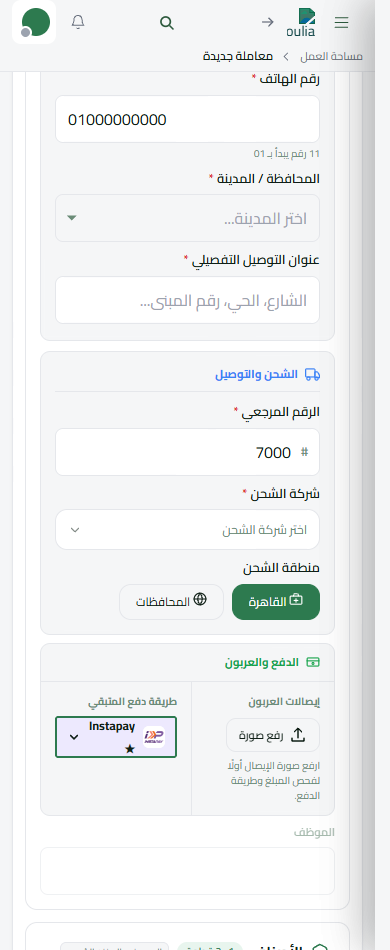 oulia
مساحة العمل
معاملة جديدة
رقم الهاتف *
01000000000
11 رقم يبدأ بـ 01
المحافظة / المدينة *
اختر المدينة...
عنوان التوصيل التفصيلي *
الشارع، الحي، رقم المبنى...
الشحن والتوصيل
الرقم المرجعي *
# 7000
شركة الشحن *
اختر شركة الشحن
منطقة الشحن
القاهرة
المحافظات
الدفع والعربون
إيصالات العربون
رفع صورة
ارفع صورة الإيصال أولًا
لفحص المبلغ وطريقة
الدفع.
طريقة دفع المتبقي
Instapay
★
الموظف